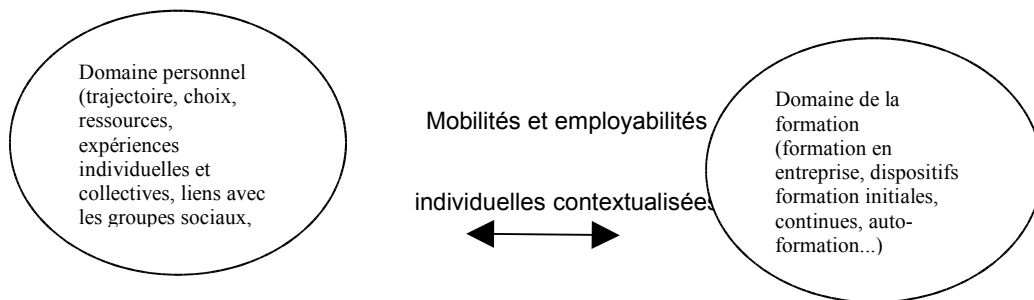 Domaine personnel
(trajectoire, choix,
ressources,
expériences
individuelles et
collectives, liens avec
les groupes sociaux,
Mobilités et employabilités
individuelles contextualisées
Domaine de la
formation
(formation en
entreprise, dispositifs
formation initiales,
continues, auto-
formation...)